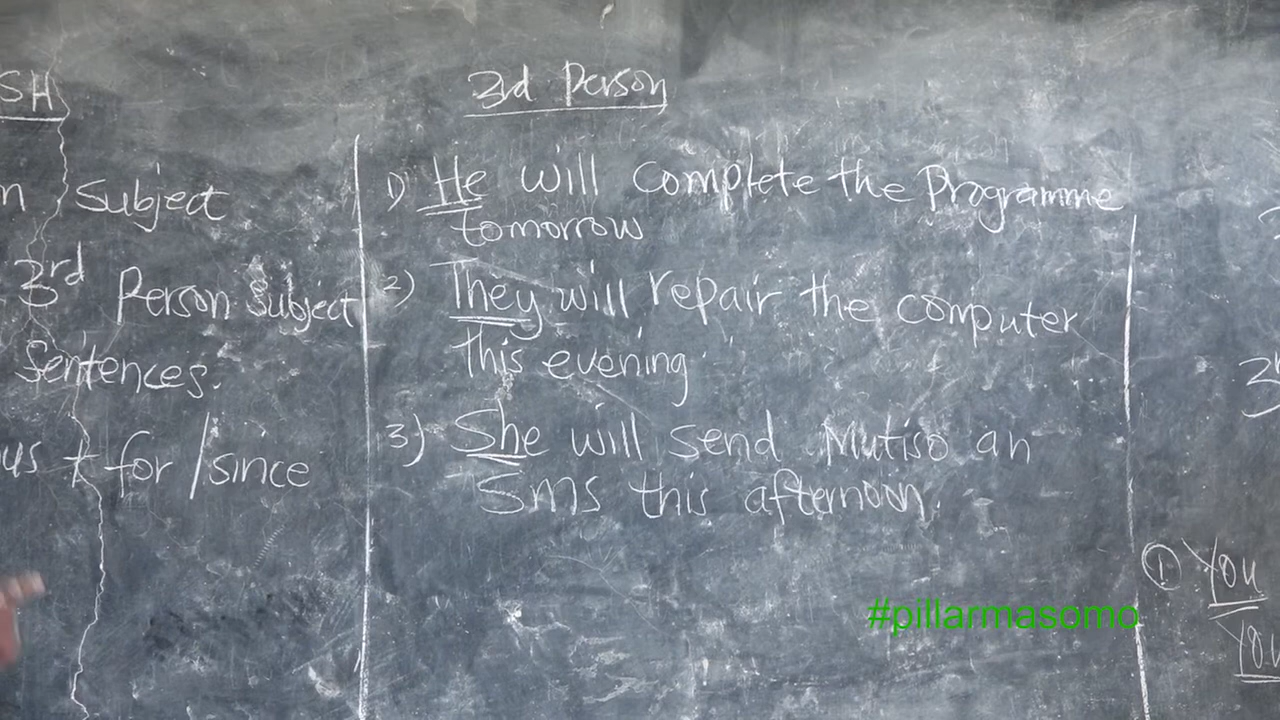 SH
Subject
3rd Person Subject
Sentences.
for / since
3rd Person
1) He will complete the Programme
tomorrow
2) They will repair the computer
This evening.
3) She will send Mutiso an
Sms this afternoon.
① You
You
#pillarmasomo